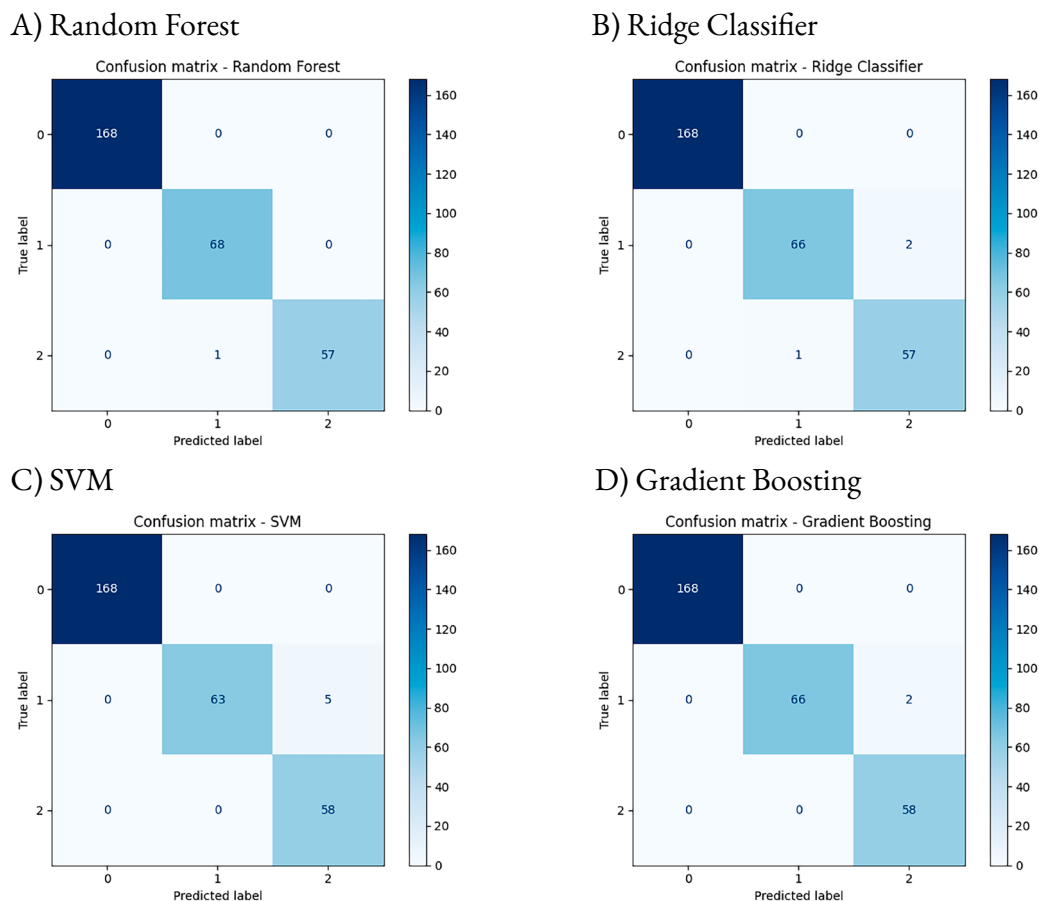 A) Random Forest
Confusion matrix - Random Forest
True label
0
1
2
168 0 0
0 68 0
0 1 57
0 1 2
Predicted label
160
140
120
100
80
60
40
20
0
B) Ridge Classifier
Confusion matrix - Ridge Classifier
True label
0
1
2
168 0 0
0 66 2
0 1 57
0 1 2
Predicted label
160
140
120
100
80
60
40
20
0
C) SVM
Confusion matrix - SVM
True label
0
1
2
168 0 0
0 63 5
0 0 58
0 1 2
Predicted label
160
140
120
100
80
60
40
20
0
D) Gradient Boosting
Confusion matrix - Gradient Boosting
True label
0
1
2
168 0 0
0 66 2
0 0 58
0 1 2
Predicted label
160
140
120
100
80
60
40
20
0